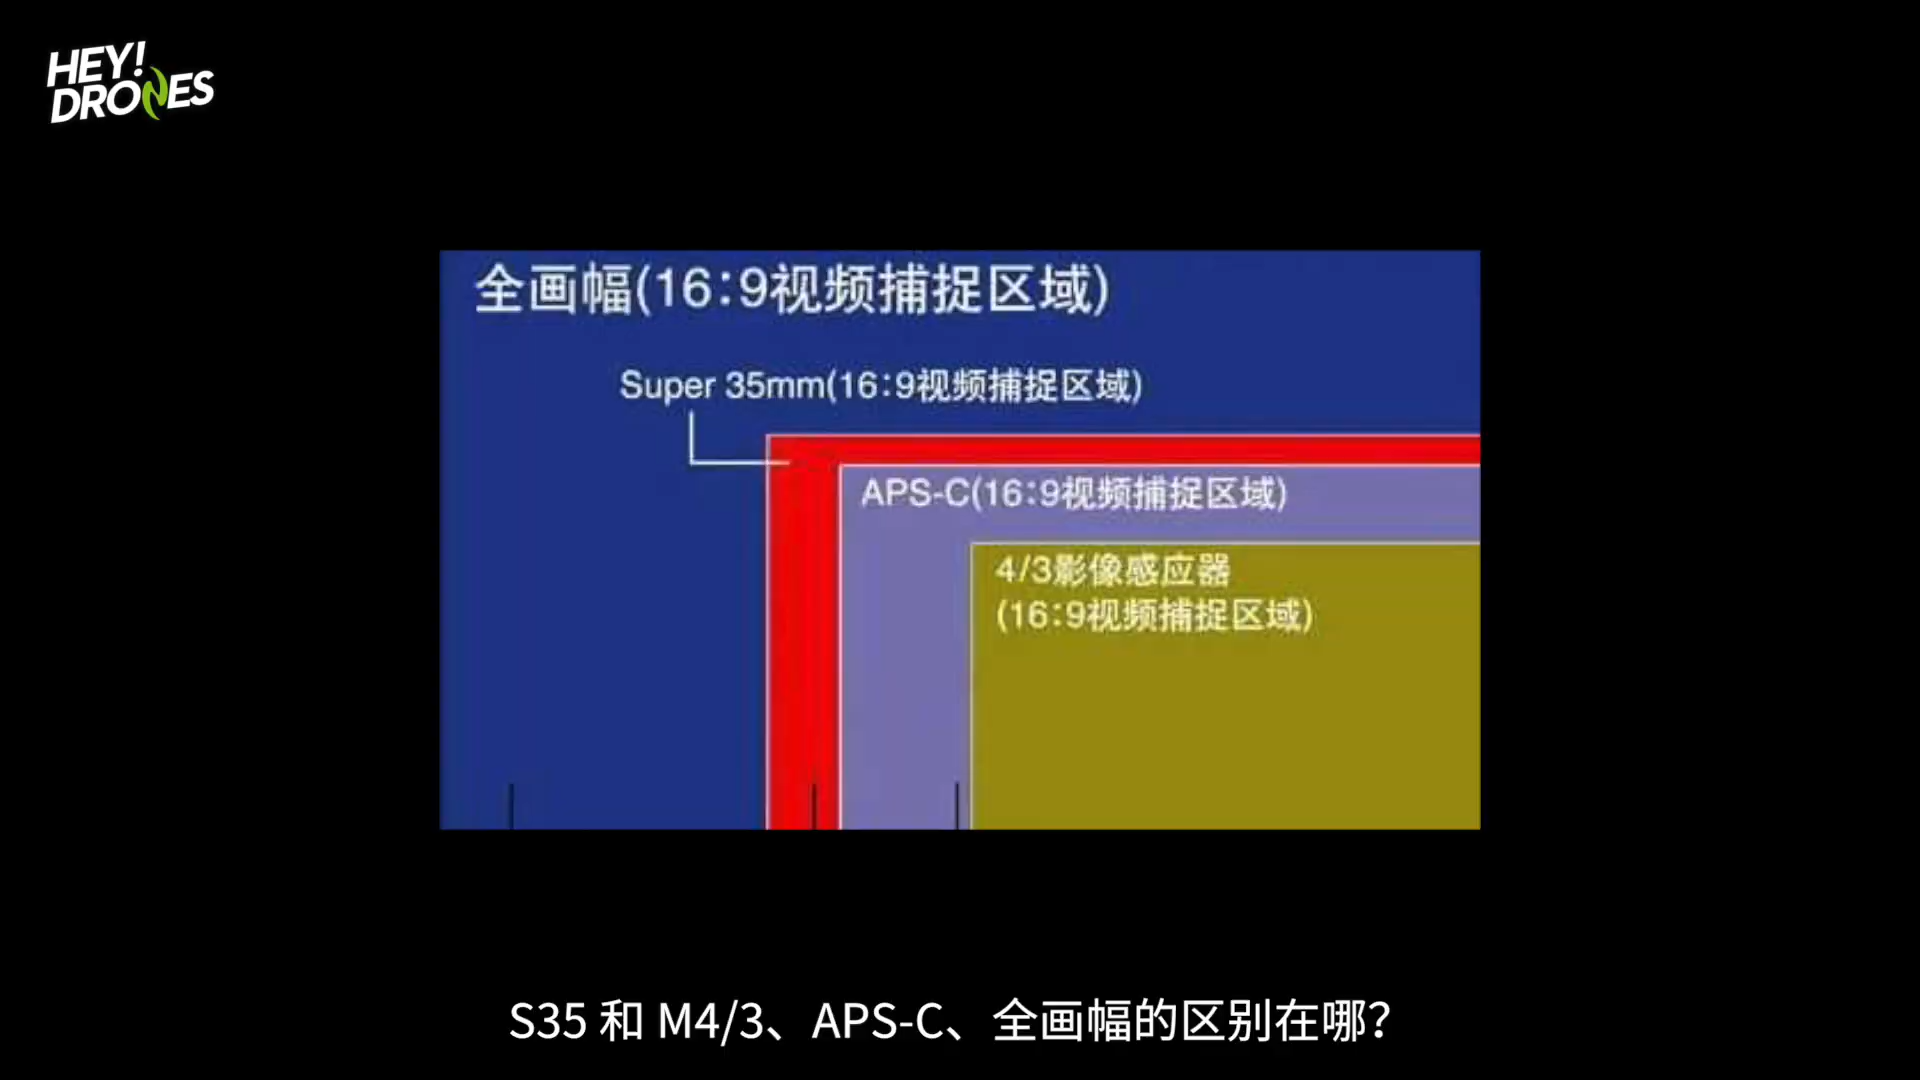 HEY!
DRONES
全画幅(16:9视频捕捉区域)
Super 35mm(16:9视频捕捉区域)
APS-C(16:9视频捕捉区域)
4/3影像感应器
(16:9视频捕捉区域)
S35 和 M4/3、APS-C、全画幅的区别在哪?